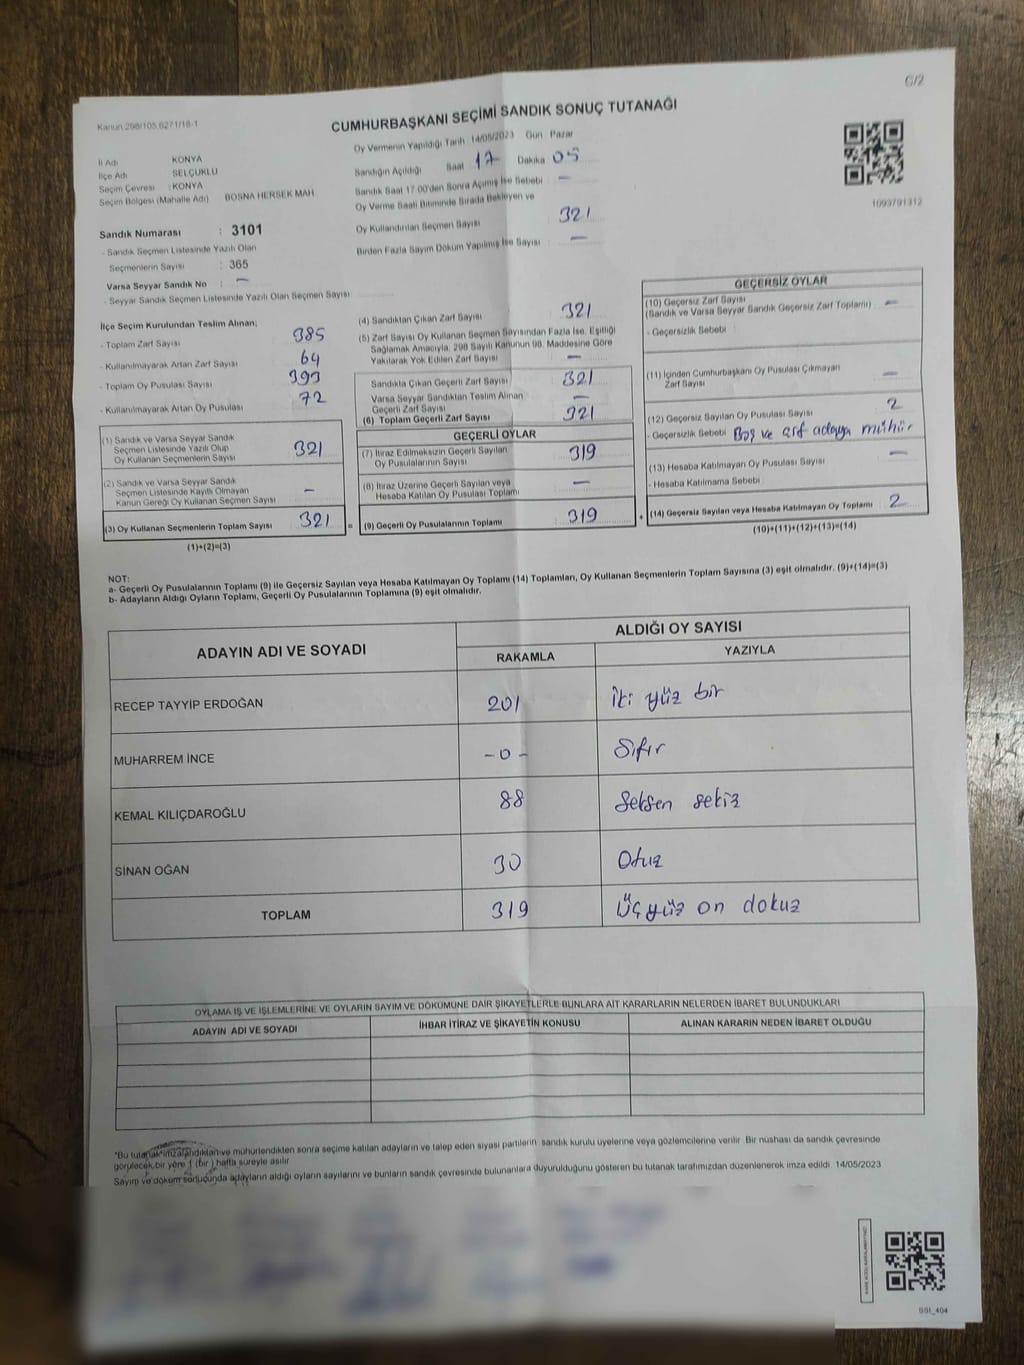 C/2
Kanun 298/105,6271/18-1
CUMHURBAŞKANI SEÇİMİ SANDIK SONUÇ TUTANAĞI
Oy Vermenin Yapıldığı Tarih 14/05/2023 Gün Pazar
İl Adı KONYA
İlçe Adı SELÇUKLU
Seçim Çevresi : KONYA
Seçim Bölgesi (Mahalle Adı) BOSNA HERSEK MAH.
Sandığın Açıldığı Saat 17 Dakika 05
Sandık Saat 17:00'den Sonra Açılmış İse Sebebi : -
Oy Verme Saati Bitiminde Sırada Bekleyen ve
Oy Kullandırılan Seçmen Sayısı 321
Birden Fazla Sayım Döküm Yapılmış İse Sayısı : -
1093791312
Sandık Numarası : 3101
- Sandık Seçmen Listesinde Yazılı Olan
Seçmenlerin Sayısı : 365
Varsa Seyyar Sandık No : -
- Seyyar Sandık Seçmen Listesinde Yazılı Olan Seçmen Sayısı
İlçe Seçim Kurulundan Teslim Alınan;
- Toplam Zarf Sayısı 385
- Kullanılmayarak Artan Zarf Sayısı 64
- Toplam Oy Pusulası Sayısı 393
- Kullanılmayarak Artan Oy Pusulası 72
(1) Sandık ve Varsa Seyyar Sandık
Seçmen Listesinde Yazılı Olup
Oy Kullanan Seçmenlerin Sayısı 321
(2) Sandık ve Varsa Seyyar Sandık
Seçmen Listesinde Kayıtlı Olmayan
Kanun Gereği Oy Kullanan Seçmen Sayısı -
(3) Oy Kullanan Seçmenlerin Toplam Sayısı 321 =
(1)+(2)=(3)
(4) Sandıktan Çıkan Zarf Sayısı 321
(5) Zarf Sayısı Oy Kullanan Seçmen Sayısından Fazla İse, Eşitliği
Sağlamak Amacıyla, 298 Sayılı Kanunun 98. Maddesine Göre
Yakılarak Yok Edilen Zarf Sayısı -
Sandıkta Çıkan Geçerli Zarf Sayısı 321
Varsa Seyyar Sandıktan Teslim Alınan
Geçerli Zarf Sayısı -
(6) Toplam Geçerli Zarf Sayısı 321
GEÇERLİ OYLAR
(7) İtiraz Edilmeksizin Geçerli Sayılan
Oy Pusulalarının Sayısı 319
(8) İtiraz Üzerine Geçerli Sayılan veya
Hesaba Katılan Oy Pusulası Toplamı -
(9) Geçerli Oy Pusulalarının Toplamı 319 +
GEÇERSİZ OYLAR
(10) Geçersiz Zarf Sayısı
(Sandık ve Varsa Seyyar Sandık Geçersiz Zarf Toplamı) -
- Geçersizlik Sebebi :
(11) İçinden Cumhurbaşkanı Oy Pusulası Çıkmayan
Zarf Sayısı -
(12) Geçersiz Sayılan Oy Pusulası Sayısı 2
- Geçersizlik Sebebi Boş ve çift adaya mühür
(13) Hesaba Katılmayan Oy Pusulası Sayısı -
- Hesaba Katılmama Sebebi
(14) Geçersiz Sayılan veya Hesaba Katılmayan Oy Toplamı 2
(10)+(11)+(12)+(13)=(14)
NOT:
a- Geçerli Oy Pusulalarının Toplamı (9) ile Geçersiz Sayılan veya Hesaba Katılmayan Oy Toplamı (14) Toplamları, Oy Kullanan Seçmenlerin Toplam Sayısına (3) eşit olmalıdır. (9)+(14)=(3)
b- Adayların Aldığı Oyların Toplamı, Geçerli Oy Pusulalarının Toplamına (9) eşit olmalıdır.
ADAYIN ADI VE SOYADI ALDIĞI OY SAYISI
RAKAMLA YAZIYLA
RECEP TAYYİP ERDOĞAN 201 İki yüz bir
MUHARREM İNCE -0- Sıfır
KEMAL KILIÇDAROĞLU 88 Seksen sekiz
SİNAN OĞAN 30 Otuz
TOPLAM 319 Üçyüz on dokuz
OYLAMA İŞ VE İŞLEMLERİNE VE OYLARIN SAYIM VE DÖKÜMÜNE DAİR ŞİKAYETLERLE BUNLARA AİT KARARLARIN NELERDEN İBARET BULUNDUKLARI
ADAYIN ADI VE SOYADI İHBAR İTİRAZ VE ŞİKAYETİN KONUSU ALINAN KARARIN NEDEN İBARET OLDUĞU
*Bu tutanak imzalandıktan ve mühürlendikten sonra seçime katılan adayların ve talep eden siyasi partilerin sandık kurulu üyelerine veya gözlemcilerine verilir. Bir nüshası da sandık çevresinde
görülecek bir yere 1 (bir) hafta süreyle asılır.
Sayım ve döküm sonucunda adayların aldığı oyların sayılarını ve bunların sandık çevresinde bulunanlara duyurulduğunu gösteren bu tutanak tarafımızdan düzenlenerek imza edildi. 14/05/2023
SSt_404